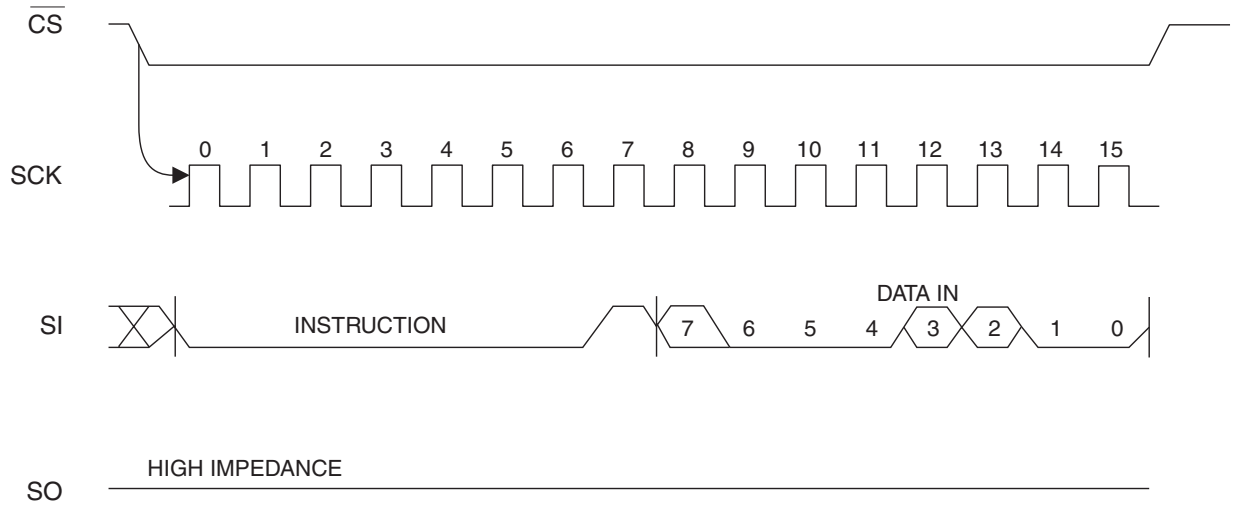 CS
SCK
0 1 2 3 4 5 6 7 8 9 10 11 12 13 14 15
SI
INSTRUCTION
DATA IN
7 6 5 4 3 2 1 0
SO
HIGH IMPEDANCE